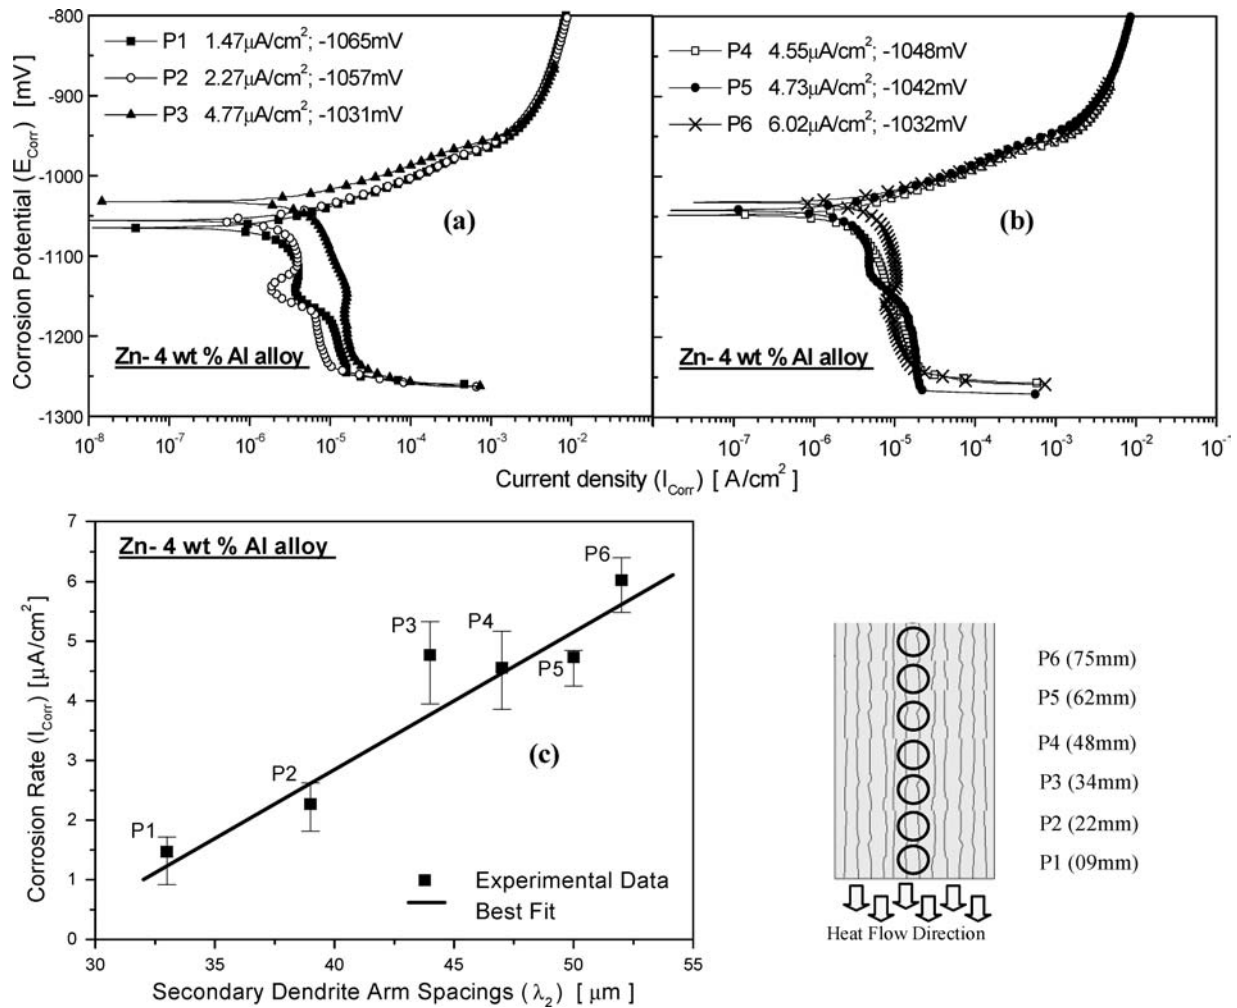 -800
-900
-1000
-1100
-1200
-1300
Corrosion Potential (E_Corr) [mV]
P1 1.47µA/cm²; -1065mV
P2 2.27µA/cm²; -1057mV
P3 4.77µA/cm²; -1031mV
(a)
Zn- 4 wt % Al alloy
P4 4.55µA/cm²; -1048mV
P5 4.73µA/cm²; -1042mV
P6 6.02µA/cm²; -1032mV
(b)
Zn- 4 wt % Al alloy
10⁻⁸ 10⁻⁷ 10⁻⁶ 10⁻⁵ 10⁻⁴ 10⁻³ 10⁻² 10⁻⁷ 10⁻⁶ 10⁻⁵ 10⁻⁴ 10⁻³ 10⁻² 10⁻¹
Current density (I_Corr) [ A/cm² ]
7
6
5
4
3
2
1
0
Corrosion Rate (I_Corr) [µA/cm²]
Zn- 4 wt % Al alloy
P6
P3
P4
P5
P2
P1
(c)
Experimental Data
Best Fit
30 35 40 45 50 55
Secondary Dendrite Arm Spacings (λ₂) [ µm ]
P6 (75mm)
P5 (62mm)
P4 (48mm)
P3 (34mm)
P2 (22mm)
P1 (09mm)
Heat Flow Direction